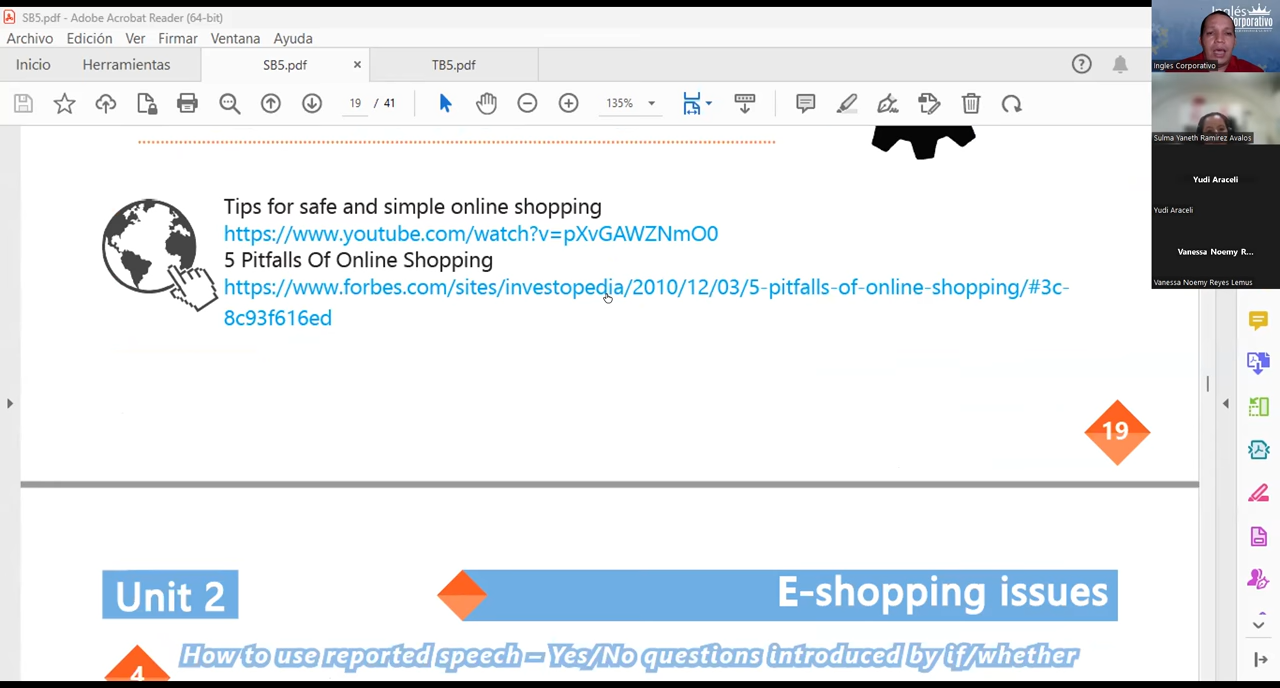 SB5.pdf - Adobe Acrobat Reader (64-bit)
Archivo Edición Ver Firmar Ventana Ayuda
Inicio Herramientas SB5.pdf × TB5.pdf
19 / 41 135%
Tips for safe and simple online shopping
https://www.youtube.com/watch?v=pXvGAWZNmO0
5 Pitfalls Of Online Shopping
https://www.forbes.com/sites/investopedia/2010/12/03/5-pitfalls-of-online-shopping/#3c-
8c93f616ed
19
Unit 2
E-shopping issues
4
How to use reported speech – Yes/No questions introduced by if/whether
Ingles Corporativo
Sulma Yaneth Ramirez Avalos
Yudi Araceli
Yudi Araceli
Vanessa Noemy R...
Vanessa Noemy Reyes Lemus